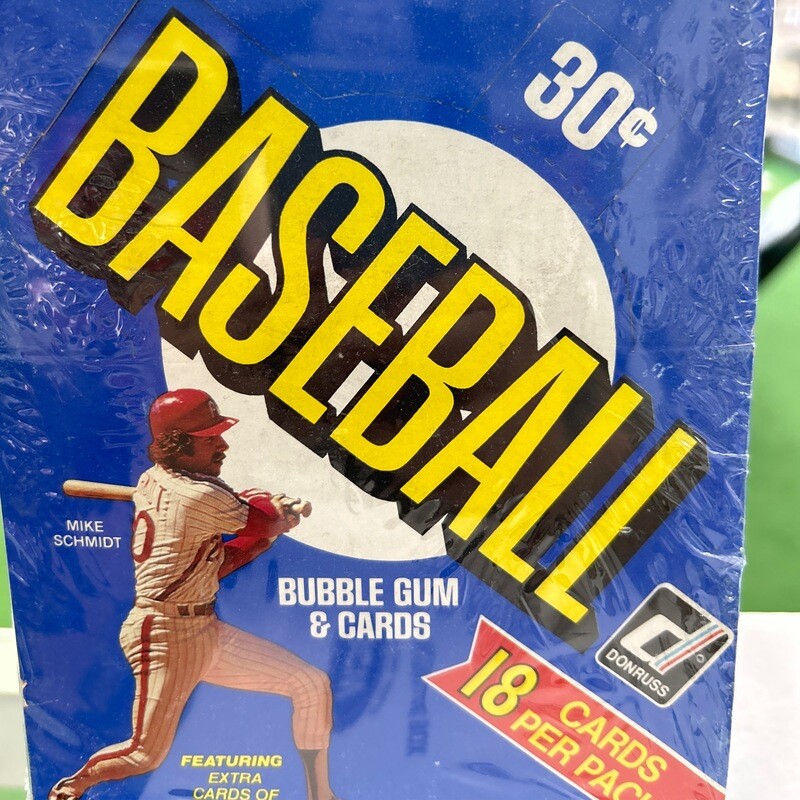 30¢
BASEBALL
MIKE
SCHMIDT
BUBBLE GUM
& CARDS
DONRUSS
18 CARDS
PER PACK
FEATURING
EXTRA
CARDS OF